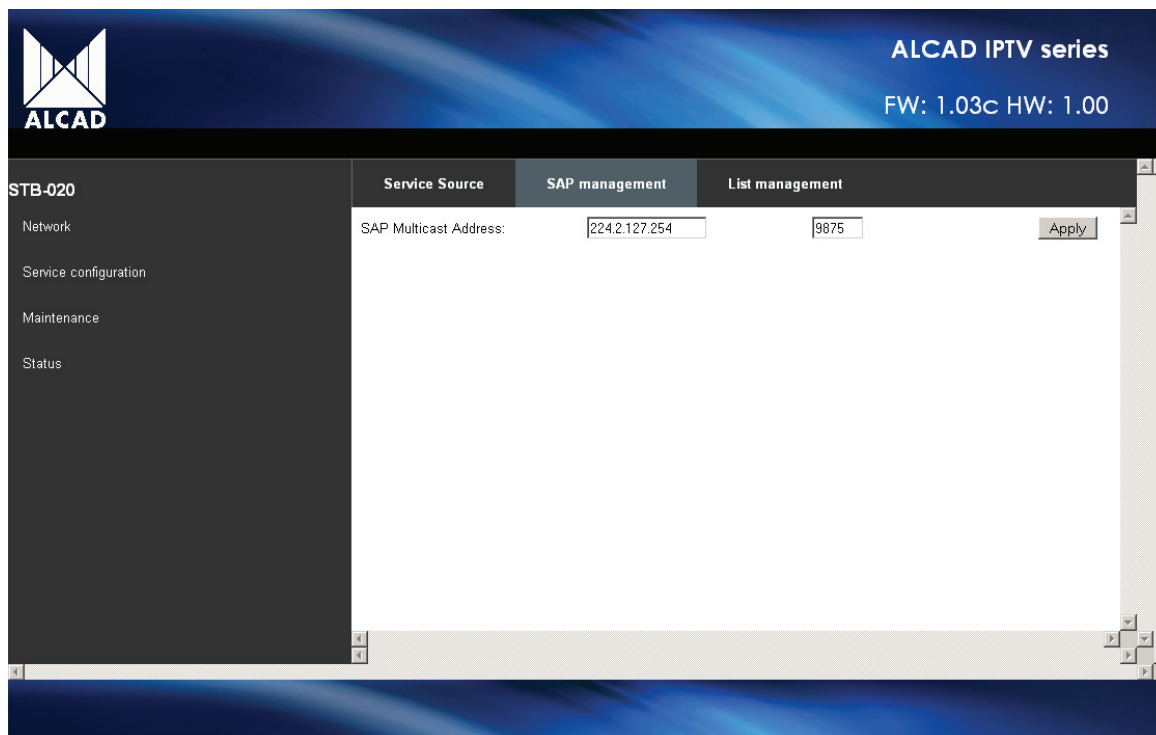 ALCAD
ALCAD IPTV series
FW: 1.03c HW: 1.00
STB-020
Network
Service configuration
Maintenance
Status
Service Source SAP management List management
SAP Multicast Address: 224.2.127.254 9875 Apply